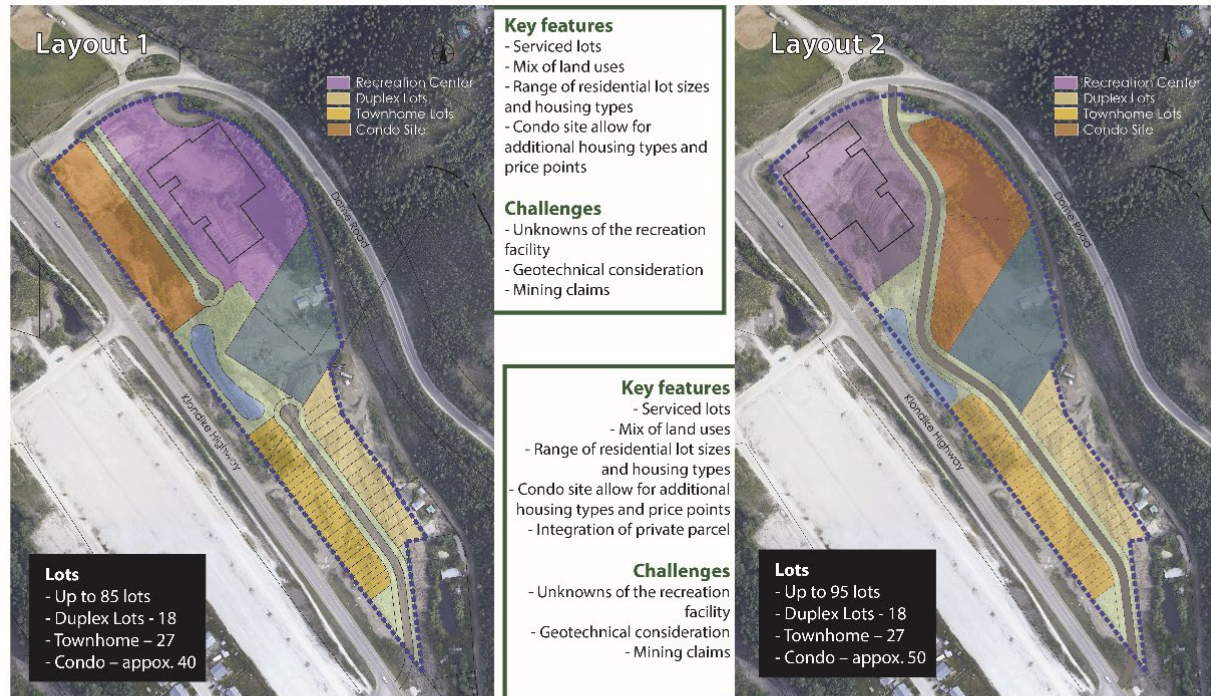 Layout 1
Recreation Center
Duplex Lots
Townhome Lots
Condo Site
Dome Road
Klondike Highway
Lots
- Up to 85 lots
- Duplex Lots - 18
- Townhome – 27
- Condo – appox. 40
Key features
- Serviced lots
- Mix of land uses
- Range of residential lot sizes
and housing types
- Condo site allow for
additional housing types and
price points
Challenges
- Unknowns of the recreation
facility
- Geotechnical consideration
- Mining claims
Key features
- Serviced lots
- Mix of land uses
- Range of residential lot sizes
and housing types
- Condo site allow for additional
housing types and price points
- Integration of private parcel
Challenges
- Unknowns of the recreation
facility
- Geotechnical consideration
- Mining claims
Layout 2
Recreation Center
Duplex Lots
Townhome Lots
Condo Site
Dome Road
Klondike Highway
Lots
- Up to 95 lots
- Duplex Lots - 18
- Townhome – 27
- Condo – appox. 50